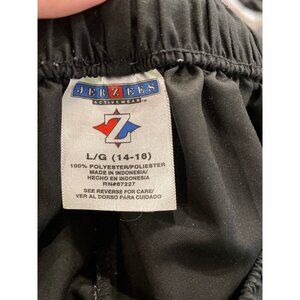 JERZEES
ACTIVEWEAR
Z
L/G (14-16)
100% POLYESTER/POLIESTER
MADE IN INDONESIA/
HECHO EN INDONESIA
RN#57227
SEE REVERSE FOR CARE/
VER AL DORSO PARA CUIDADO